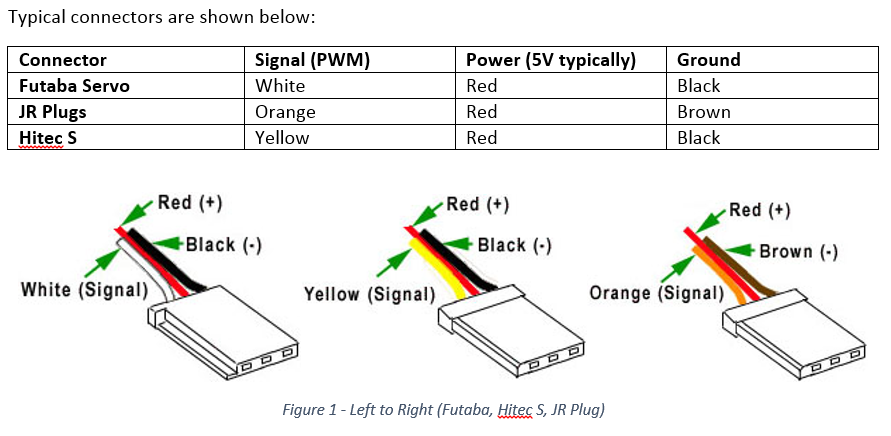 Typical connectors are shown below:
Connector Signal (PWM) Power (5V typically) Ground
Futaba Servo White Red Black
JR Plugs Orange Red Brown
Hitec S Yellow Red Black
Red (+)
Black (-)
White (Signal)
Red (+)
Black (-)
Yellow (Signal)
Red (+)
Brown (-)
Orange (Signal)
Figure 1 - Left to Right (Futaba, Hitec S, JR Plug)